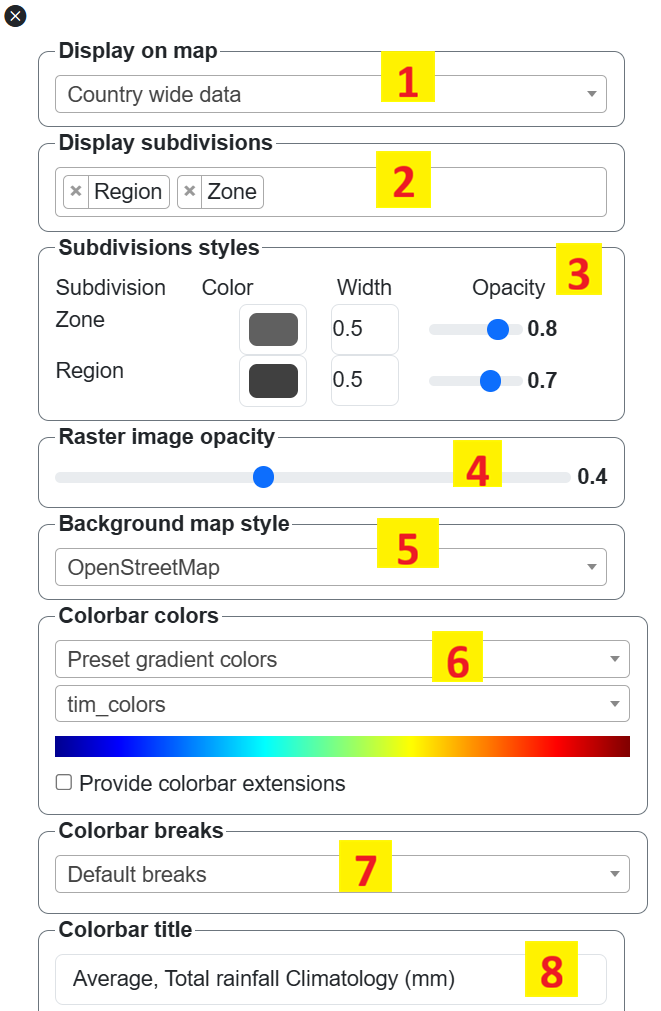 Display on map
1
Country wide data
Display subdivisions
2
× Region × Zone
Subdivisions styles
3
Subdivision Color Width Opacity
Zone 0.5 0.8
Region 0.5 0.7
Raster image opacity
4
0.4
Background map style
5
OpenStreetMap
Colorbar colors
6
Preset gradient colors
tim_colors
Provide colorbar extensions
Colorbar breaks
7
Default breaks
Colorbar title
8
Average, Total rainfall Climatology (mm)